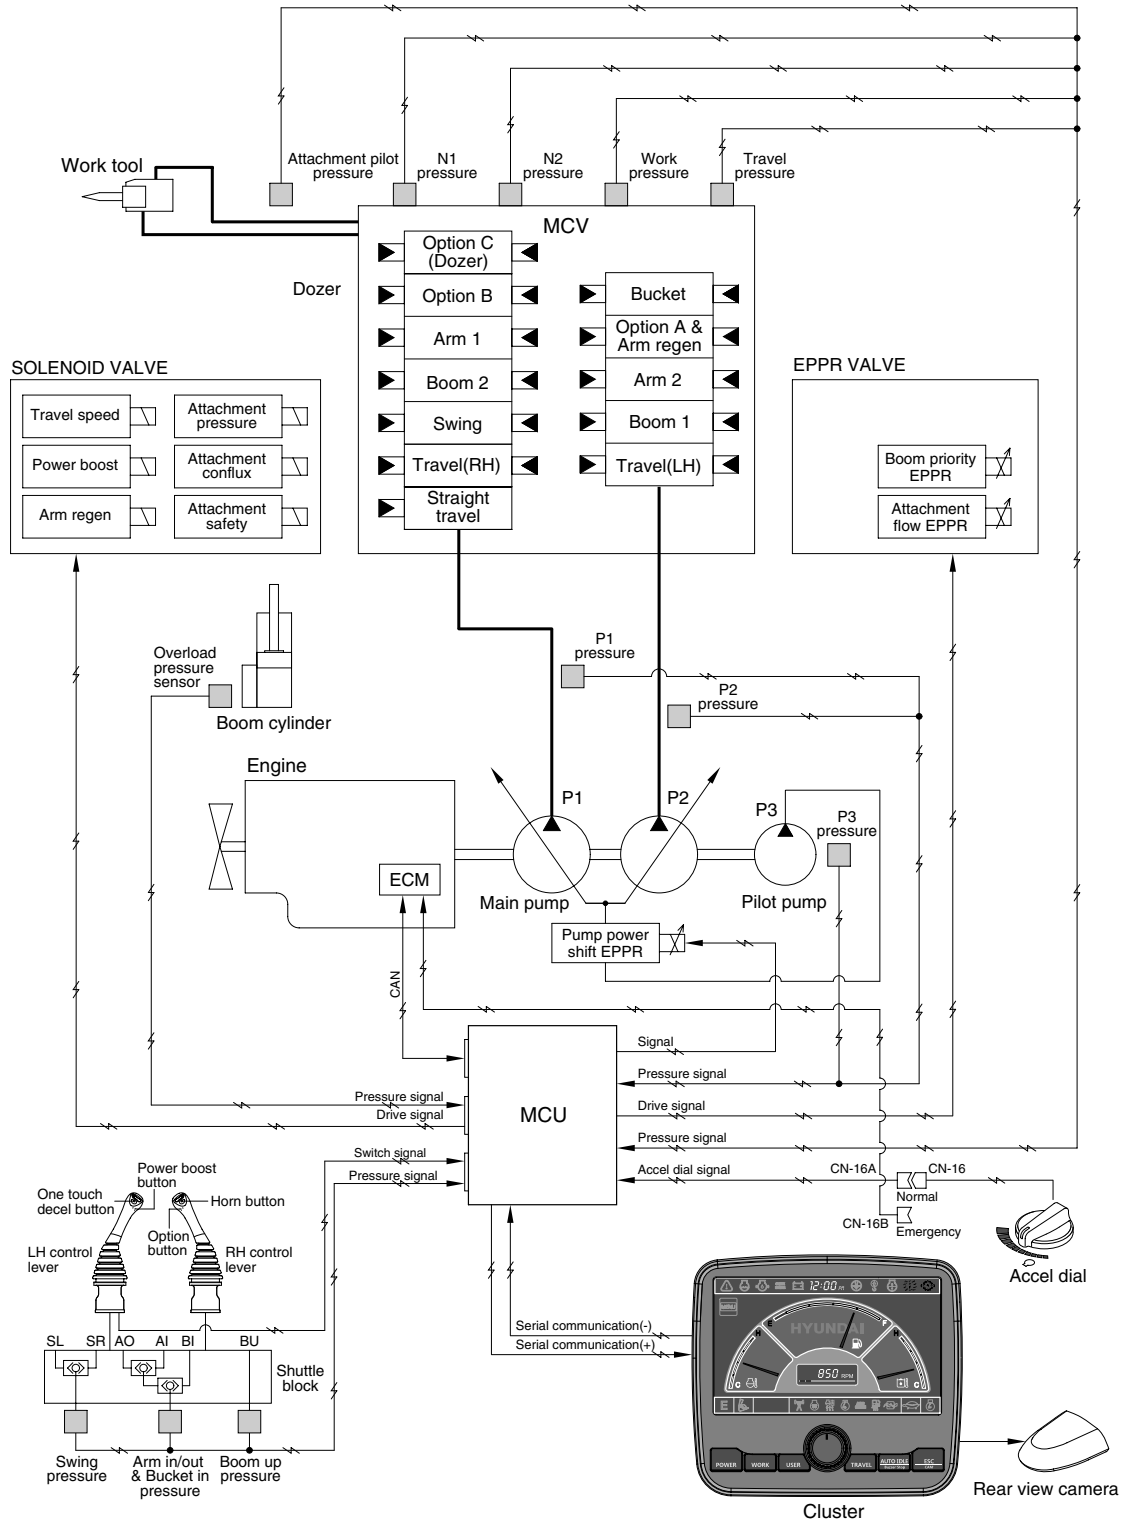 Attachment pilot
pressure
N1
pressure
N2
pressure
Work
pressure
Travel
pressure
Work tool
MCV
Dozer
Option C
(Dozer)
Option B
Arm 1
Boom 2
Swing
Travel(RH)
Straight
travel
Bucket
Option A &
Arm regen
Arm 2
Boom 1
Travel(LH)
SOLENOID VALVE
Travel speed
Attachment
pressure
Power boost
Attachment
conflux
Arm regen
Attachment
safety
EPPR VALVE
Boom priority
EPPR
Attachment
flow EPPR
Overload
pressure
sensor
Boom cylinder
P1
pressure
P2
pressure
Engine
ECM
P1
P2
P3
P3
pressure
Main pump
Pilot pump
Pump power
shift EPPR
CAN
MCU
Signal
Pressure signal
Drive signal
Pressure signal
Accel dial signal
Pressure signal
Drive signal
Switch signal
Pressure signal
CN-16A
CN-16
Normal
CN-16B
Emergency
Accel dial
Power boost
button
One touch
decel button
Horn button
Option
button
LH control
lever
RH control
lever
SL
SR
AO
AI
BI
BU
Shuttle
block
Swing
pressure
Arm in/out
& Bucket in
pressure
Boom up
pressure
Serial communication(-)
Serial communication(+)
12:00
HYUNDAI
E
F
H
C
H
C
850 RPM
E
POWER
WORK
USER
TRAVEL
AUTO IDLE
Buzzer Stop
ESC
CAM
Cluster
Rear view camera